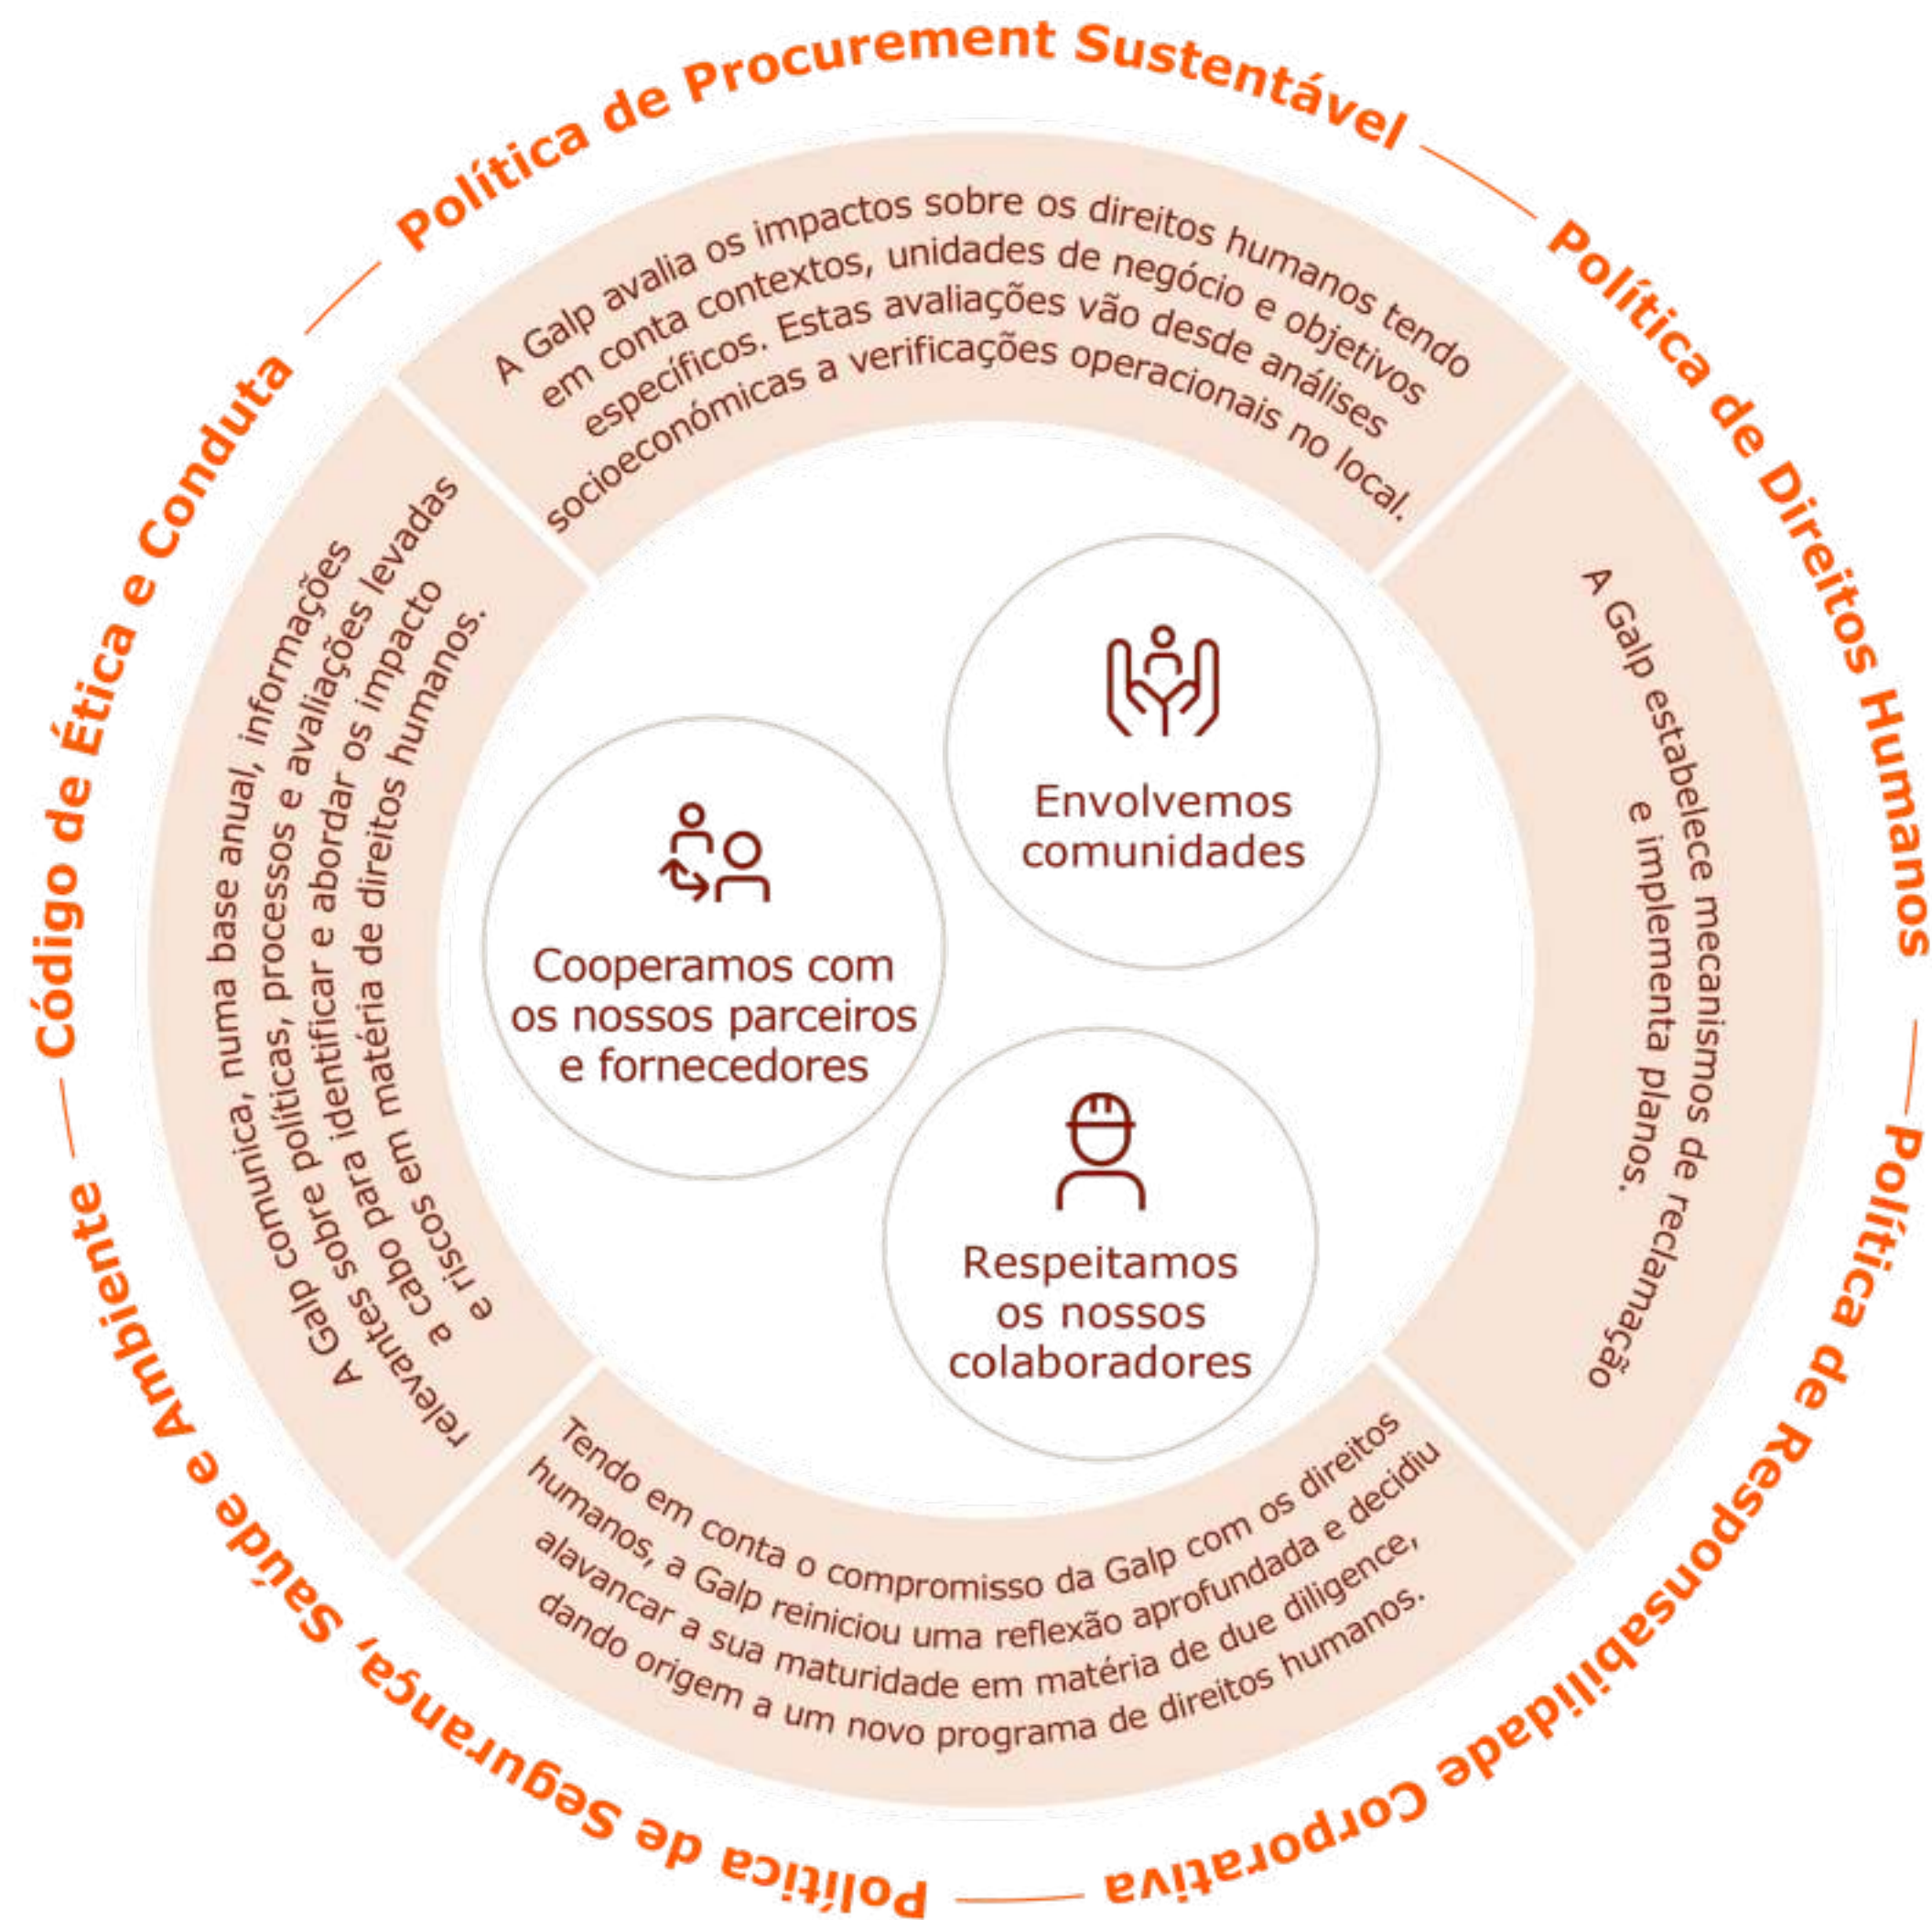 Política de Procurement Sustentável
Política de Direitos Humanos
Política de Responsabilidade Corporativa
Política de Segurança, Saúde e Ambiente
Código de Ética e Conduta
A Galp avalia os impactos sobre os direitos humanos tendo
em conta contextos, unidades de negócio e objetivos
específicos. Estas avaliações vão desde análises
socioeconómicas a verificações operacionais no local.
A Galp estabelece mecanismos de reclamação
e implementa planos.
Tendo em conta o compromisso da Galp com os direitos
humanos, a Galp reiniciou uma reflexão aprofundada e decidiu
alavancar a sua maturidade em matéria de due diligence,
dando origem a um novo programa de direitos humanos.
A Galp comunica, numa base anual, informações
relevantes sobre políticas, processos e avaliações levadas
a cabo para identificar e abordar os impacto
e riscos em matéria de direitos humanos.
Envolvemos
comunidades
Cooperamos com
os nossos parceiros
e fornecedores
Respeitamos
os nossos
colaboradores